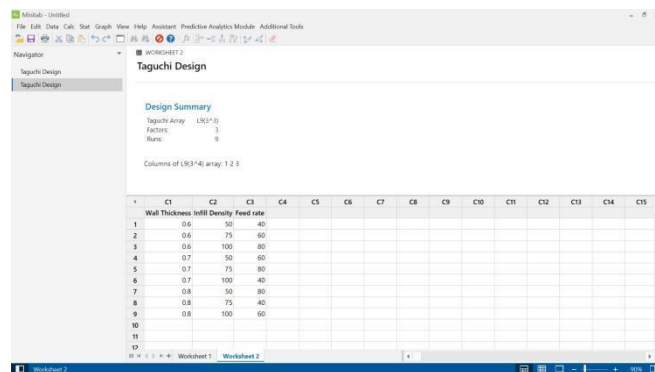 Minitab - Untitled
File Edit Data Calc Stat Graph View Help Assistant Predictive Analytics Module Additional Tools
Navigator
Taguchi Design
Taguchi Design
WORKSHEET 2
Taguchi Design
Design Summary
Taguchi Array L9(3^3)
Factors: 3
Runs: 9
Columns of L9(3^4) array: 1 2 3
C1 C2 C3 C4 C5 C6 C7 C8 C9 C10 C11 C12 C13 C14 C15
Wall Thickness Infill Density Feed rate
1 0.6 50 40
2 0.6 75 60
3 0.6 100 80
4 0.7 50 60
5 0.7 75 80
6 0.7 100 40
7 0.8 50 80
8 0.8 75 40
9 0.8 100 60
10
11
12
Worksheet 1 Worksheet 2
Worksheet 2 90%